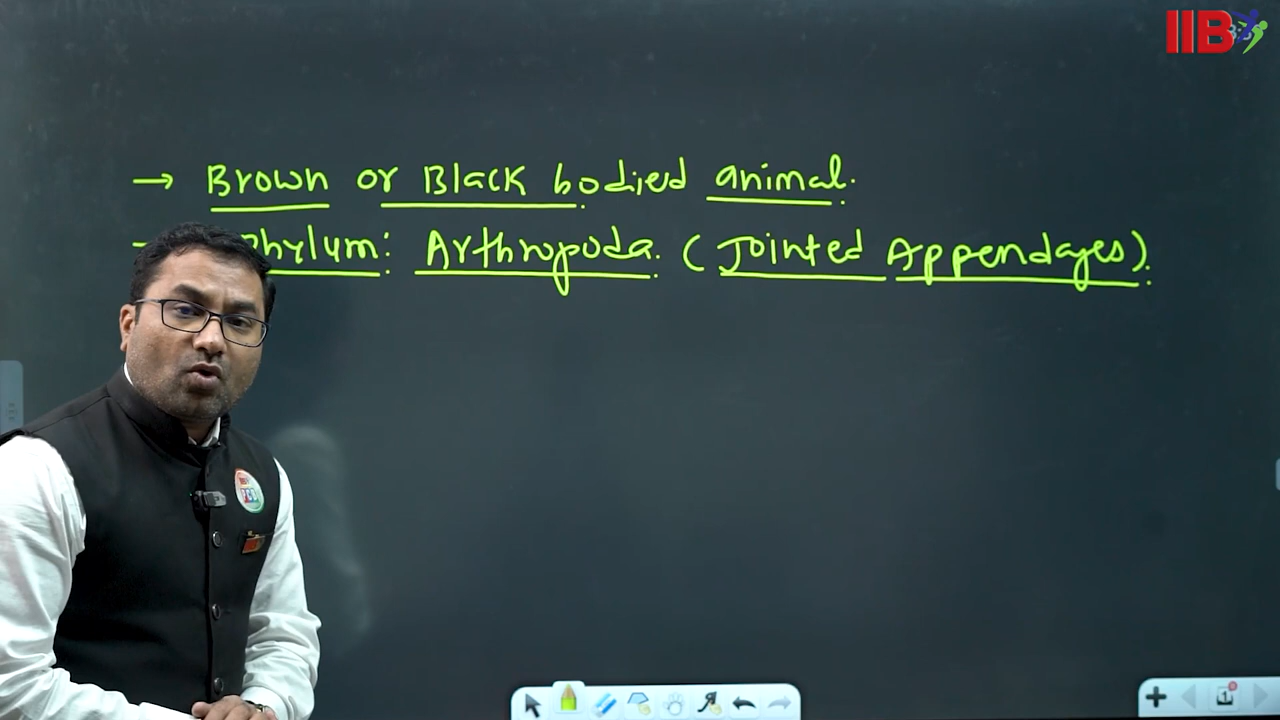 IIB
→ Brown or Black bodied animal.
Phylum: Arthropoda. (Jointed Appendages).